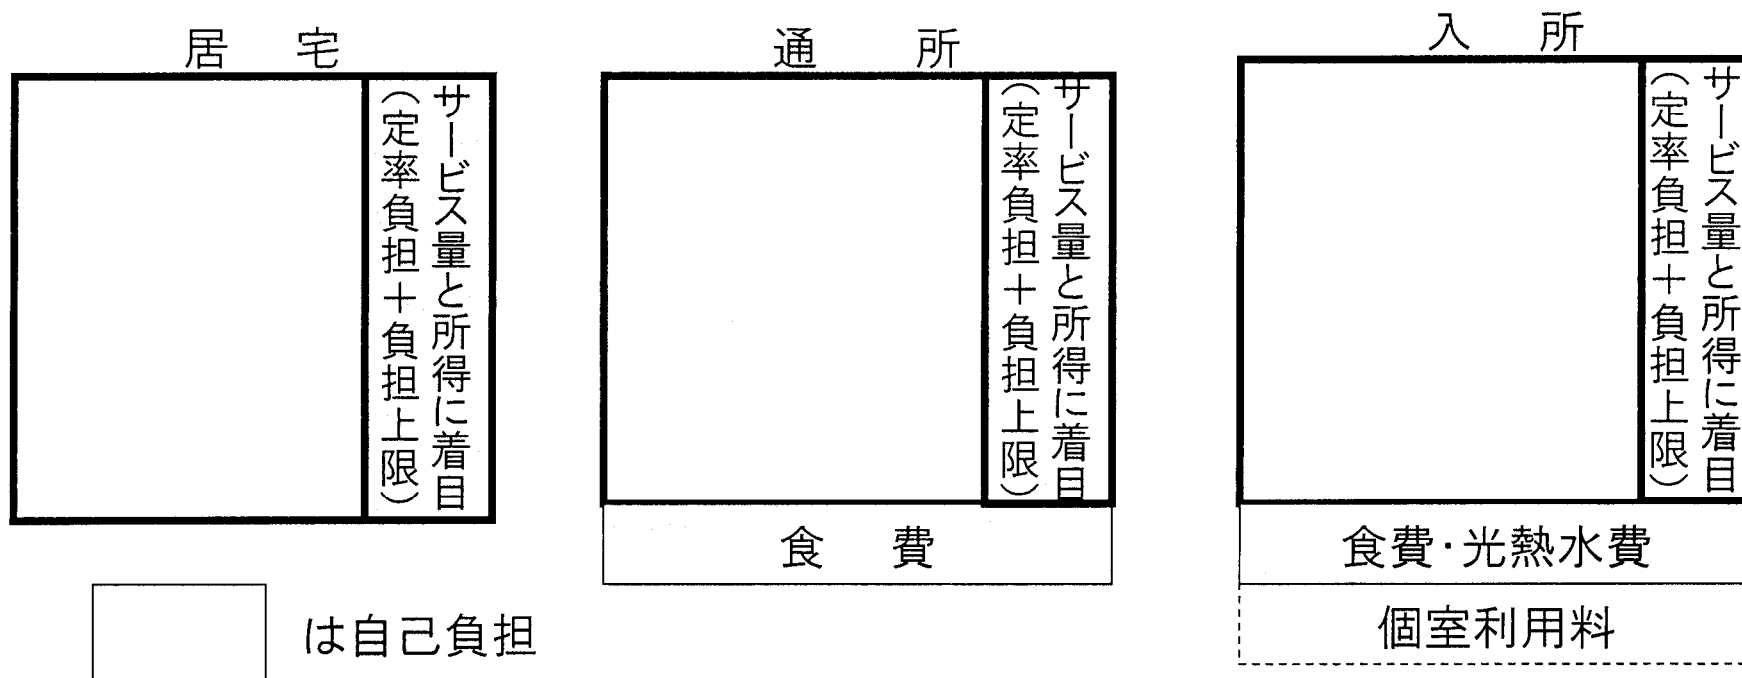 居宅
サービス量と所得に着目
（定率負担＋負担上限）
通所
サービス量と所得に着目
（定率負担＋負担上限）
食費
入所
サービス量と所得に着目
（定率負担＋負担上限）
食費・光熱水費
個室利用料
は自己負担